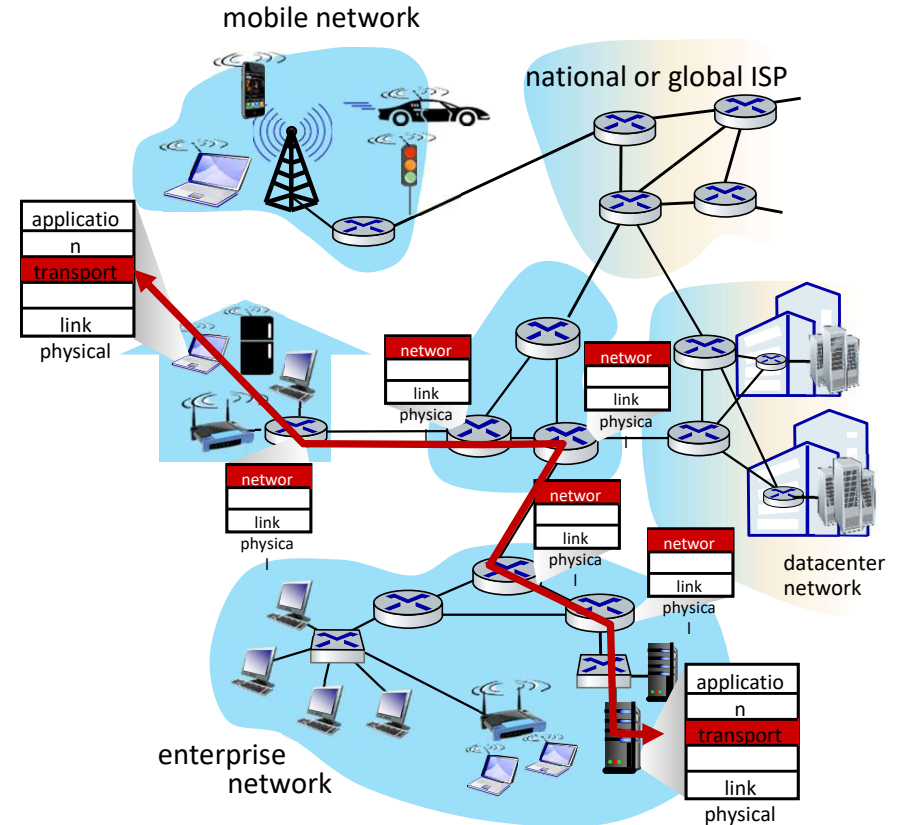 mobile network
national or global ISP
applicatio
n
transport
link
physical
networ
link
physica
l
networ
link
physica
l
networ
link
physica
l
networ
link
physica
l
networ
link
physica
l
datacenter
network
applicatio
n
transport
link
physical
enterprise
network